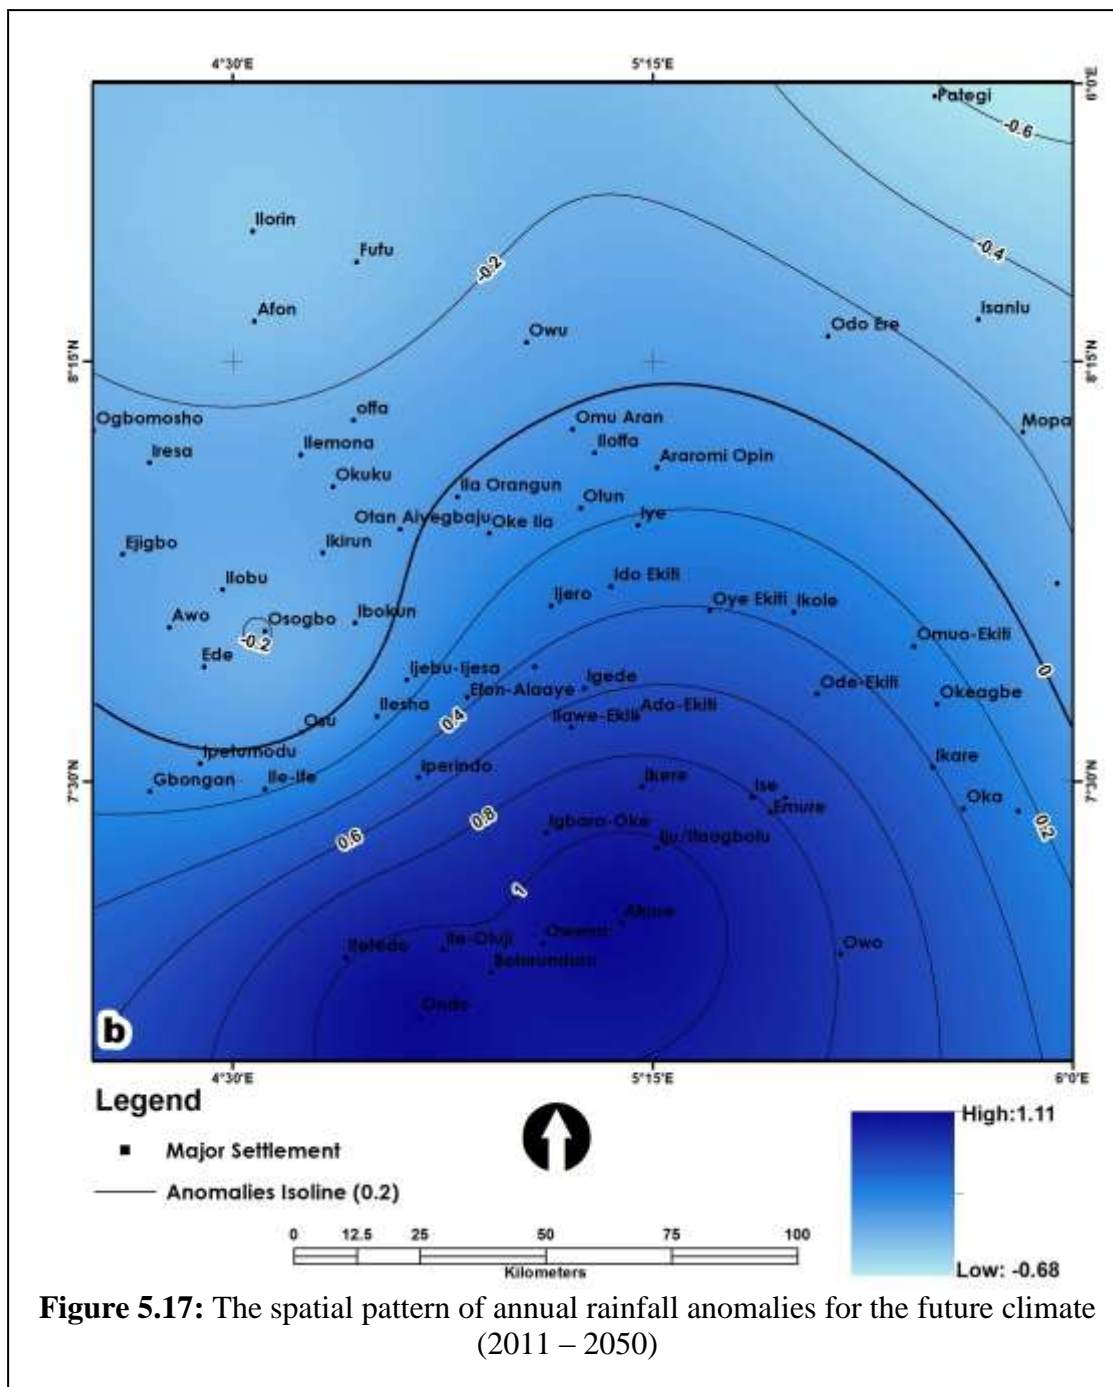 4°30'E 5°15'E
6°0'E
Pategi
-0.6
Ilorin
Fufu
-0.2
-0.4
Afon
Isanlu
Owu
Odo Ere
8°15'N 8°15'N
offa
Ogbomosho
Omu Aran
Mopa
Iresa
Ilemona
Iloffa
Araromi Opin
Okuku
Ila Orangun
Otun
Otan Aiyegbaju
Oke Ila
Iye
Ejigbo
Ikirun
Ilobu
Ido Ekiti
Ijero
Oye Ekiti
Ikole
Awo
Osogbo
Ibokun
-0.2
Omuo-Ekiti
Ede
Ijebu-Ijesa
Igede
0
Efon-Alaaye
Ode-Ekiti
Okeagbe
Ilesha
0.4
Ado-Ekiti
Ilawe-Ekiti
Osu
Ipetumodu
Ikare
7°30'N
Gbongan
Ile-Ife
Iperindo
Ikere
Ise
7°30'N
Emure
Oka
0.8
0.2
0.6
Igbara-Oke
Iju/Itaogbolu
1
Akure
Owena
Ile-Oluji
Owo
Ifetedo
Ondo
b
4°30'E 5°15'E 6°0'E
Legend
Major Settlement
Anomalies Isoline (0.2)
High:1.11
Low: -0.68
0 12.5 25 50 75 100
Kilometers
Figure 5.17: The spatial pattern of annual rainfall anomalies for the future climate
(2011 – 2050)